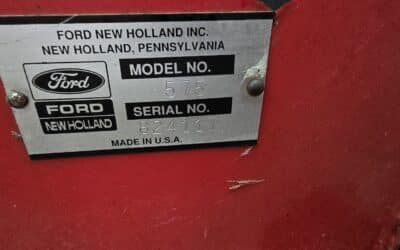 FORD NEW HOLLAND INC.
NEW HOLLAND, PENNSYLVANIA
Ford
MODEL NO.
575
FORD
NEW HOLLAND
SERIAL NO.
MADE IN U.S.A.